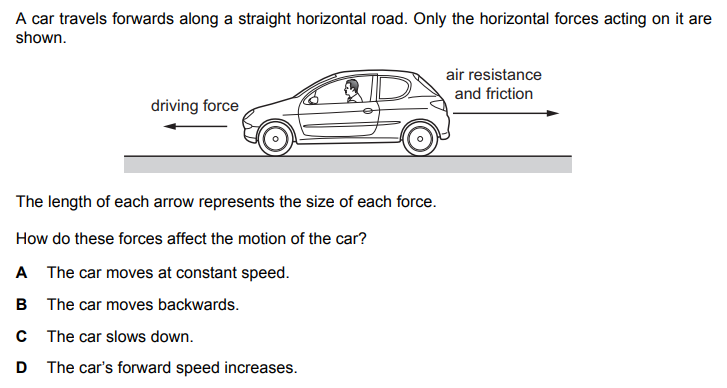 A car travels forwards along a straight horizontal road. Only the horizontal forces acting on it are
shown.
air resistance
and friction
driving force
The length of each arrow represents the size of each force.
How do these forces affect the motion of the car?
A The car moves at constant speed.
B The car moves backwards.
C The car slows down.
D The car's forward speed increases.